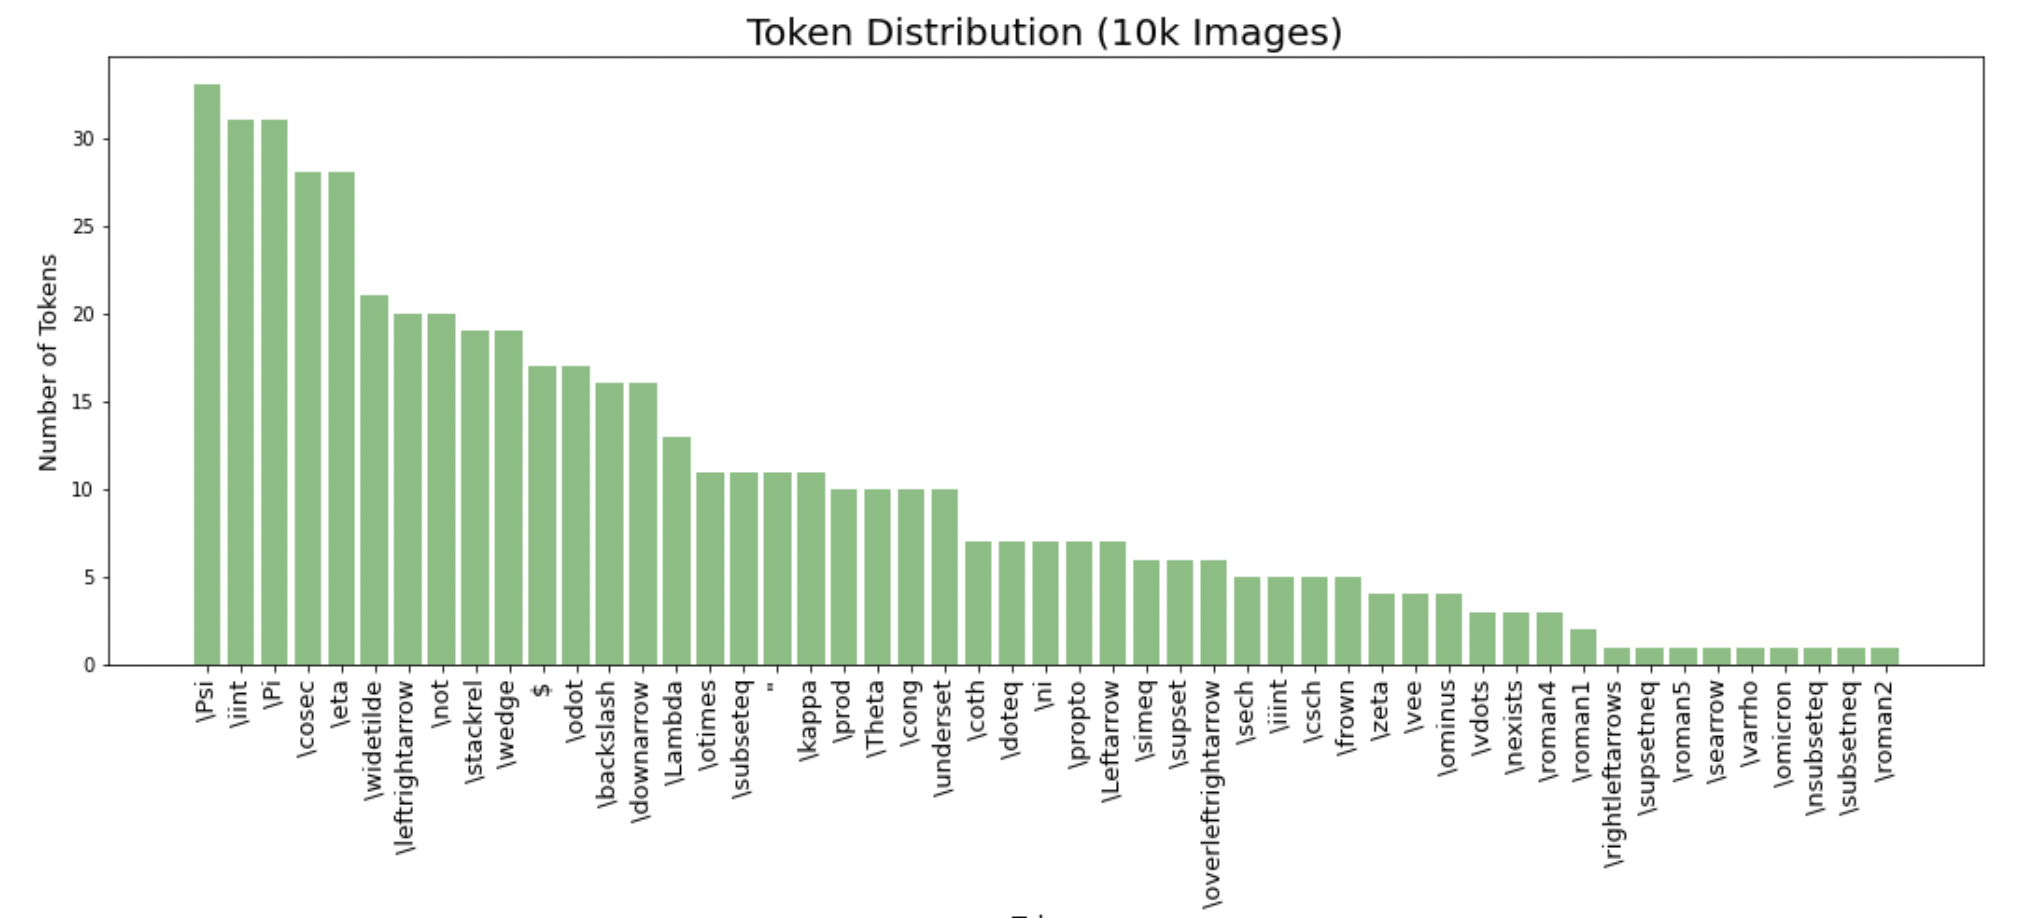 Token Distribution (10k Images)
Number of Tokens
30
25
20
15
10
5
0
\Psi
\iint
\Pi
\cosec
\eta
\widetilde
\leftrightarrow
\not
\stackrel
\wedge
$
\odot
\backslash
\downarrow
\Lambda
\otimes
\subseteq
"
\kappa
\prod
\Theta
\cong
\underset
\coth
\doteq
\ni
\propto
\Leftarrow
\simeq
\supset
\overleftrightarrow
\sech
\iiint
\csch
\frown
\zeta
\vee
\ominus
\vdots
\nexists
\roman4
\roman1
\rightleftarrows
\supsetneq
\roman5
\searrow
\varrho
\omicron
\nsubseteq
\subsetneq
\roman2